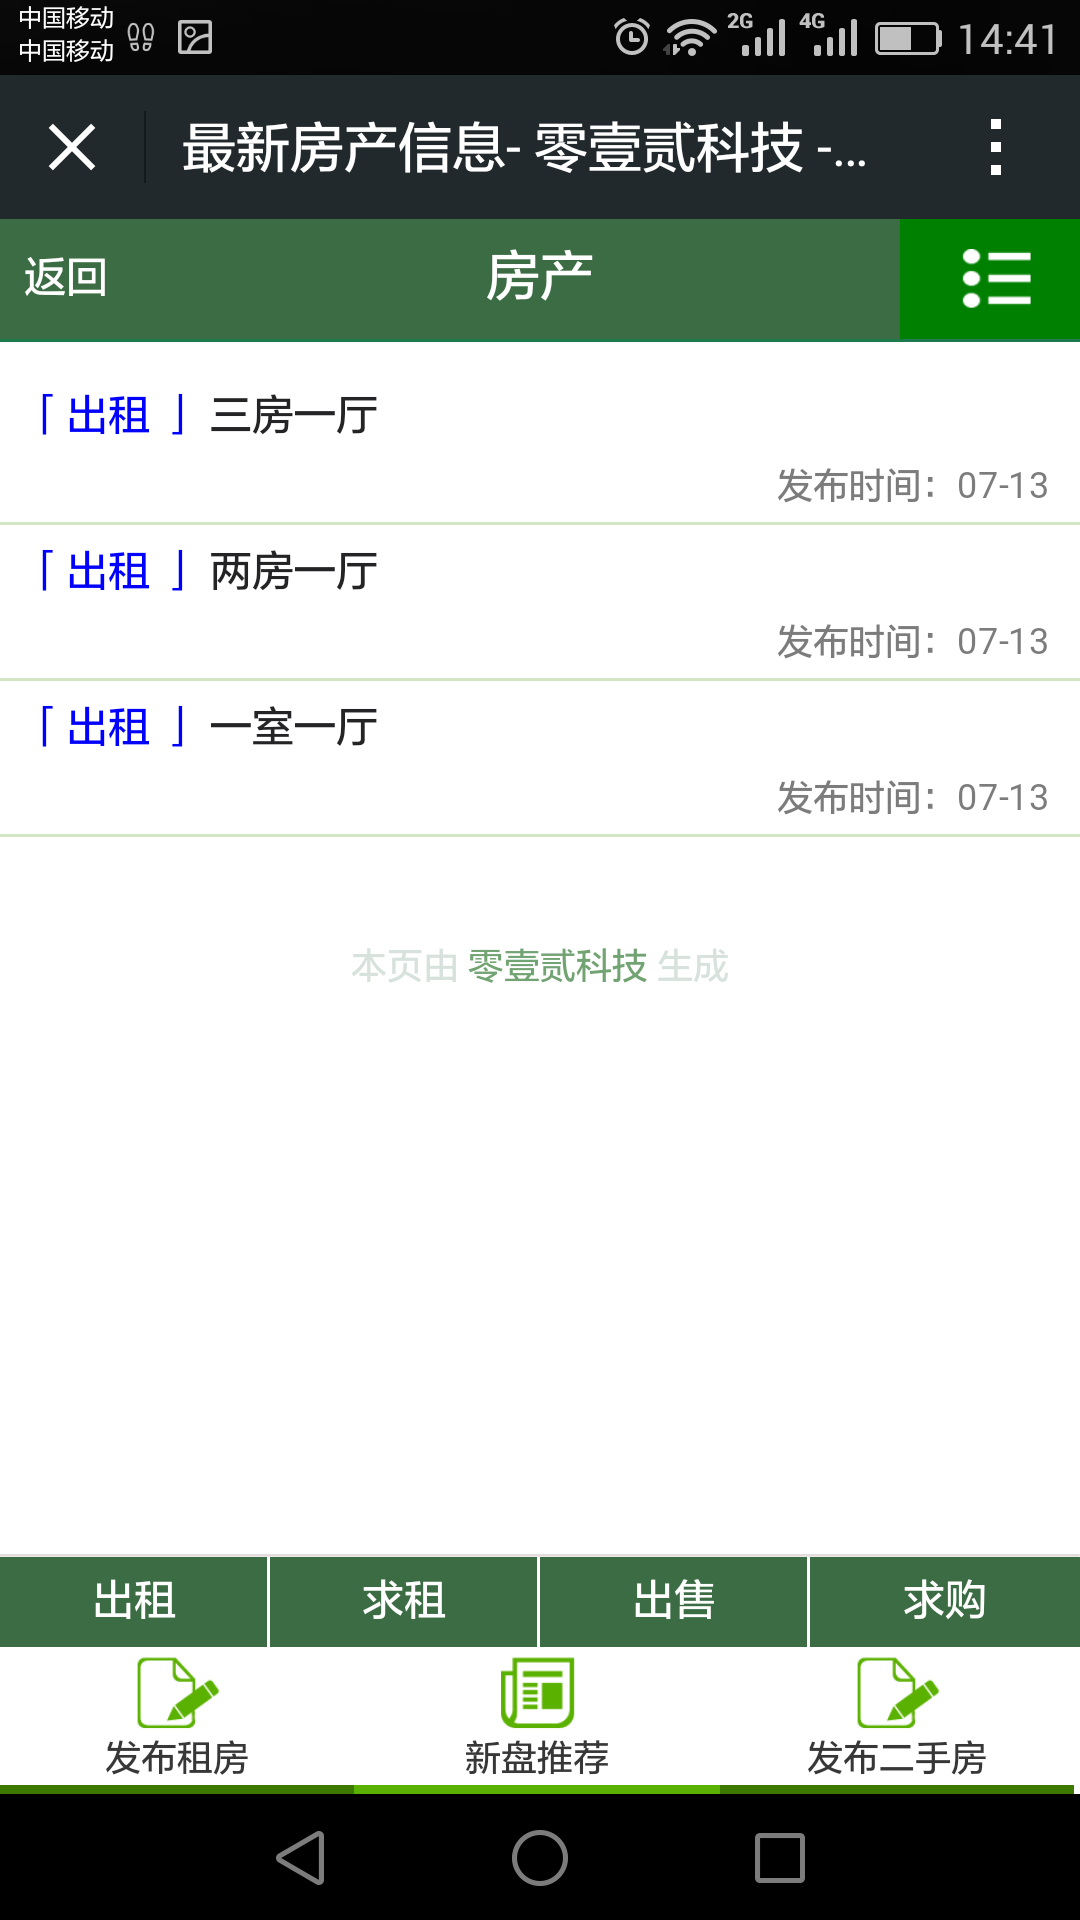 中国移动
中国移动
2G 4G 14:41
最新房产信息- 零壹贰科技 -...
返回 房产
「 出租 」 三房一厅
发布时间：07-13
「 出租 」 两房一厅
发布时间：07-13
「 出租 」 一室一厅
发布时间：07-13
本页由 零壹贰科技 生成
出租 求租 出售 求购
发布租房 新盘推荐 发布二手房